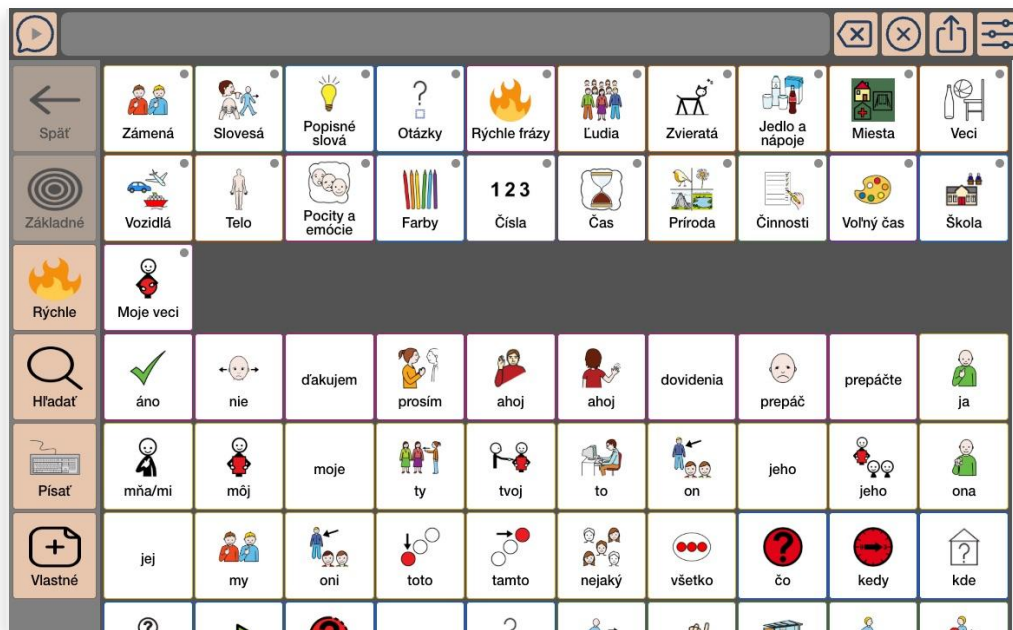 Späť
Zámená
Slovesá
Popisné
slová
?
Otázky
Rýchle frázy
Ľudia
Zvieratá
Jedlo a
nápoje
Miesta
Veci
Základné
Vozidlá
Telo
Pocity a
emócie
Farby
1 2 3
Čísla
Čas
Príroda
Činnosti
Voľný čas
Škola
Rýchle
Moje veci
Hľadať
áno
nie
ďakujem
prosím
ahoj
ahoj
dovidenia
prepáč
prepáčte
ja
Písať
mňa/mi
môj
moje
ty
tvoj
to
on
jeho
jeho
ona
Vlastné
jej
my
oni
toto
tamto
nejaký
všetko
?
čo
kedy
?
kde
?
?
?